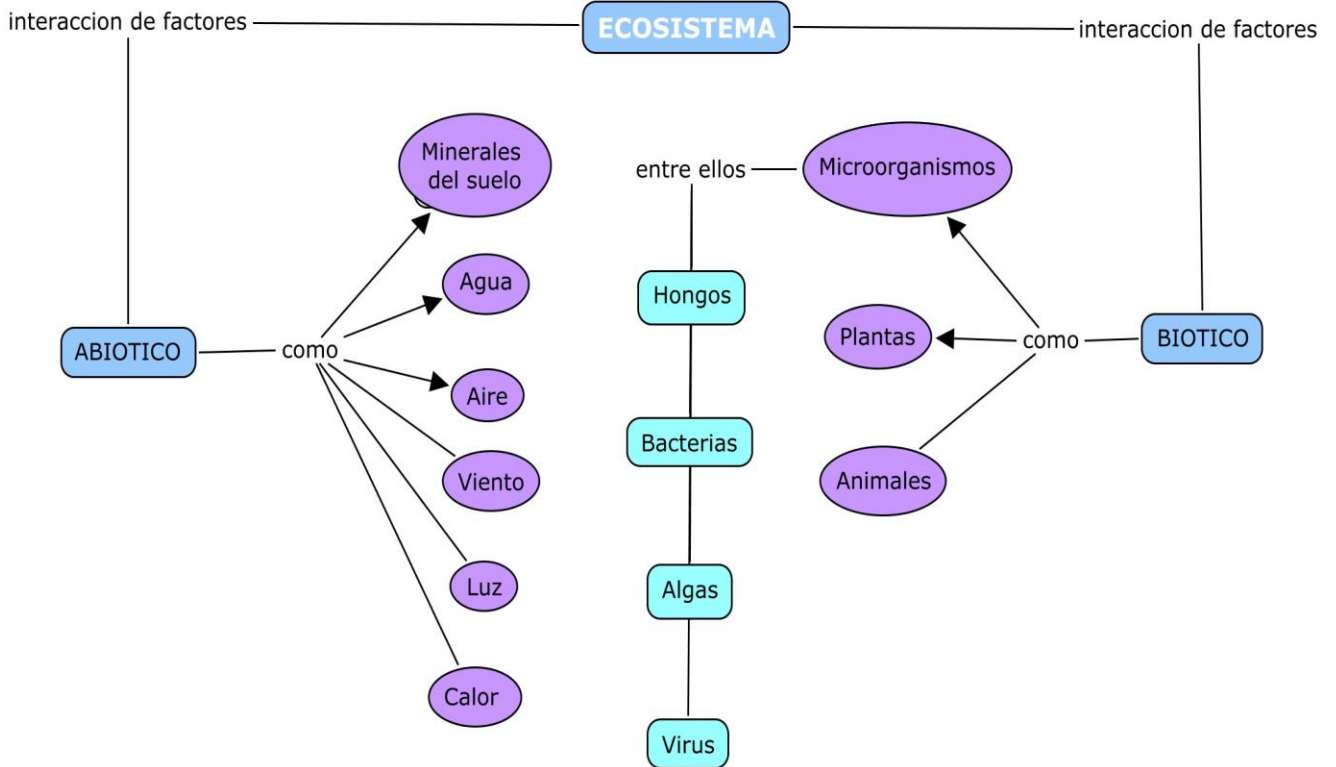 interaccion de factores
ECOSISTEMA
interaccion de factores
Minerales
del suelo
entre ellos
Microorganismos
Agua
Hongos
ABIOTICO
como
Plantas
como
BIOTICO
Aire
Bacterias
Viento
Animales
Luz
Algas
Calor
Virus